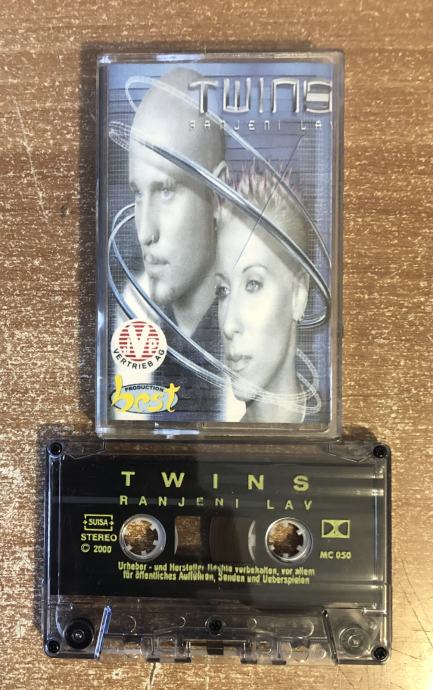 TWINS
RANJENI LAV
MVP
VERTRIEB AG
PRODUCTION
best
TWINS
RANJENI LAV
SUISA
STEREO
© 2000
MC 050
Urheber - und Hersteller Rechte vorbehalten, vor allem
für öffentliches Aufführen, Senden und Ueberspielen